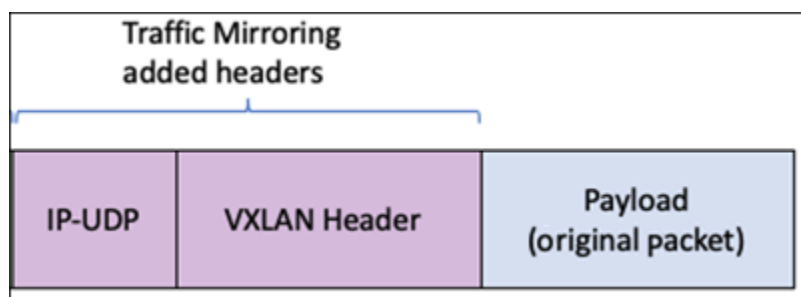 Traffic Mirroring
added headers
IP-UDP
VXLAN Header
Payload
(original packet)